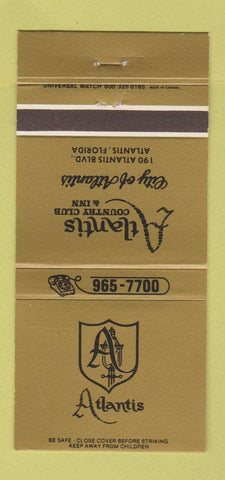 UNIVERSAL MATCH 800 325-6185 MADE IN CANADA
Atlantis
COUNTRY CLUB
& INN
City of Atlantis
190 ATLANTIS BLVD.,
ATLANTIS, FLORIDA
965-7700
A
Atlantis
BE SAFE - CLOSE COVER BEFORE STRIKING
KEEP AWAY FROM CHILDREN